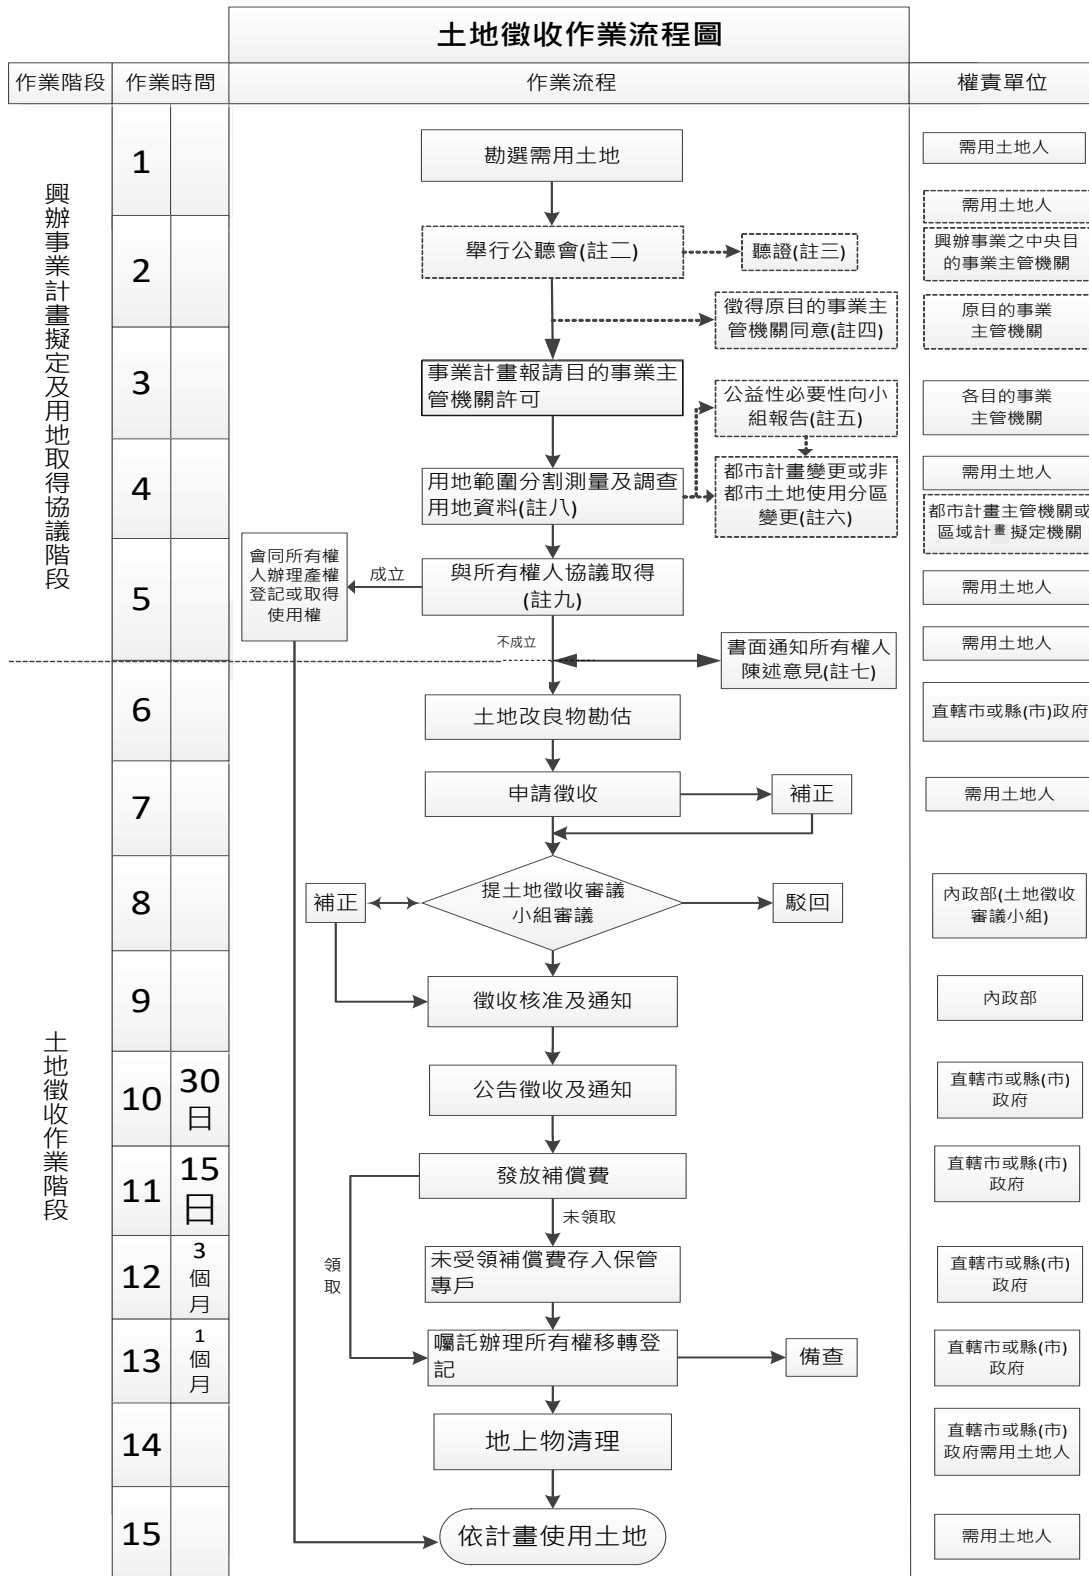 土地徵收作業流程圖
作業階段
作業時間
作業流程
權責單位
興辦事業計畫擬定及用地取得協議階段
1
勘選需用土地
需用土地人
需用土地人
2
舉行公聽會(註二)
聽證(註三)
興辦事業之中央目
的事業主管機關
徵得原目的事業主
管機關同意(註四)
原目的事業
主管機關
3
事業計畫報請目的事業主
管機關許可
公益性必要性向小
組報告(註五)
各目的事業
主管機關
4
用地範圍分割測量及調查
用地資料(註八)
都市計畫變更或非
都市土地使用分區
變更(註六)
需用土地人
都市計畫主管機關或
區域計畫擬定機關
5
會同所有權
人辦理產權
登記或取得
使用權
成立
與所有權人協議取得
(註九)
需用土地人
不成立
書面通知所有權人
陳述意見(註七)
需用土地人
土地徵收作業階段
6
土地改良物勘估
直轄市或縣(市)政府
7
申請徵收
補正
需用土地人
8
補正
提土地徵收審議
小組審議
駁回
內政部(土地徵收
審議小組)
9
徵收核准及通知
內政部
10
30
日
公告徵收及通知
直轄市或縣(市)
政府
11
15
日
發放補償費
直轄市或縣(市)
政府
未領取
領
取
12
3
個
月
未受領補償費存入保管
專戶
直轄市或縣(市)
政府
13
1
個
月
囑託辦理所有權移轉登
記
備查
直轄市或縣(市)
政府
14
地上物清理
直轄市或縣(市)
政府需用土地人
15
依計畫使用土地
需用土地人